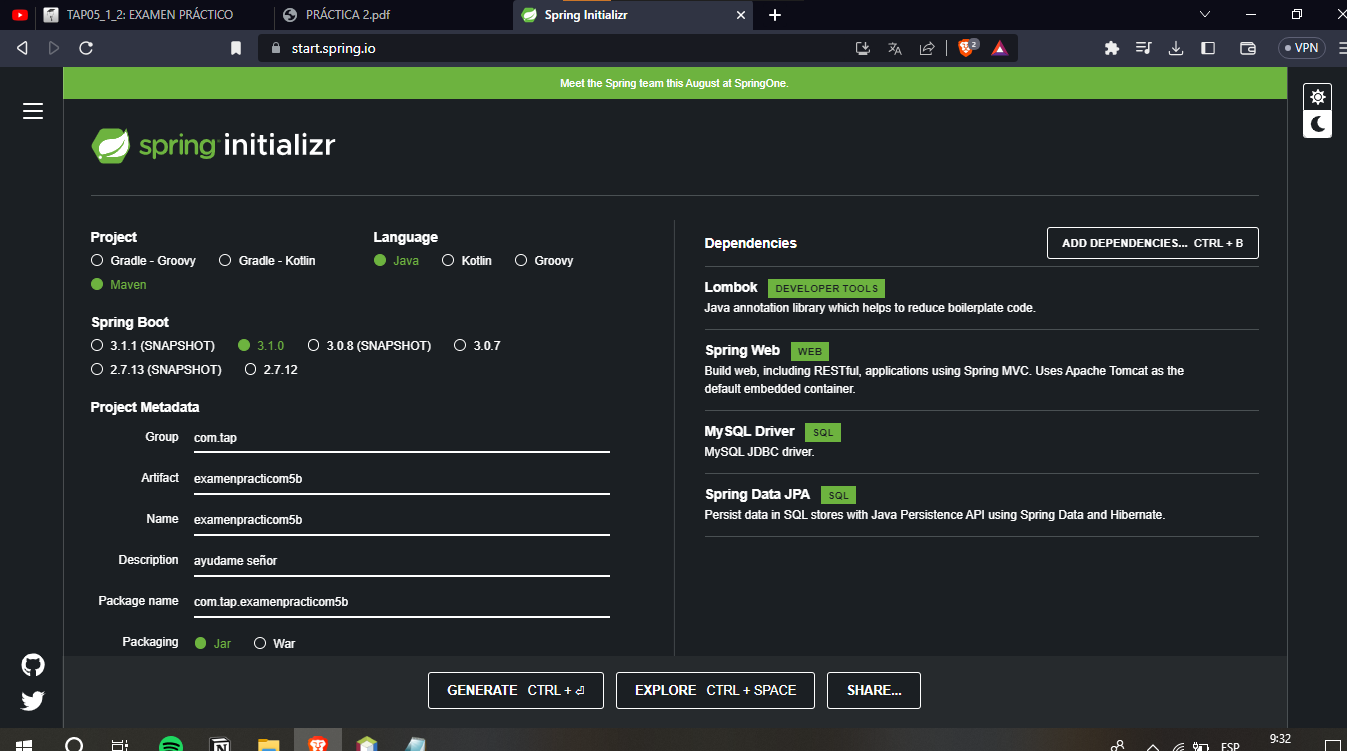 TAP05_1_2: EXAMEN PRÁCTICO
PRÁCTICA 2.pdf
Spring Initializr
start.spring.io
2
VPN
Meet the Spring team this August at SpringOne.
spring initializr
Project
Gradle - Groovy
Gradle - Kotlin
Maven
Language
Java
Kotlin
Groovy
Spring Boot
3.1.1 (SNAPSHOT)
3.1.0
3.0.8 (SNAPSHOT)
3.0.7
2.7.13 (SNAPSHOT)
2.7.12
Project Metadata
Group
com.tap
Artifact
examenpracticom5b
Name
examenpracticom5b
Description
ayudame señor
Package name
com.tap.examenpracticom5b
Packaging
Jar
War
Dependencies
ADD DEPENDENCIES... CTRL + B
Lombok DEVELOPER TOOLS
Java annotation library which helps to reduce boilerplate code.
Spring Web WEB
Build web, including RESTful, applications using Spring MVC. Uses Apache Tomcat as the
default embedded container.
MySQL Driver SQL
MySQL JDBC driver.
Spring Data JPA SQL
Persist data in SQL stores with Java Persistence API using Spring Data and Hibernate.
GENERATE CTRL + ⏎
EXPLORE CTRL + SPACE
SHARE...
ESP
9:32